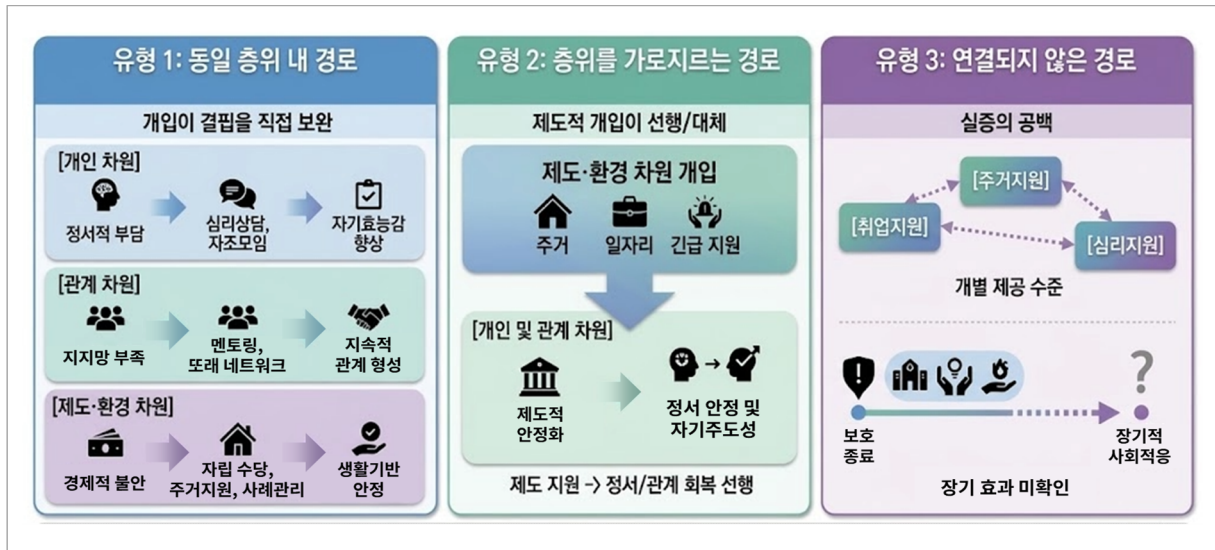 유형 1: 동일 층위 내 경로
개입이 결핍을 직접 보완
[개인 차원]
정서적 부담
심리상담,
자조모임
자기효능감
향상
[관계 차원]
지지망 부족
멘토링,
또래 네트워크
지속적
관계 형성
[제도·환경 차원]
경제적 불안
자립 수당,
주거지원, 사례관리
생활기반
안정
유형 2: 층위를 가로지르는 경로
제도적 개입이 선행/대체
제도·환경 차원 개입
주거
일자리
긴급 지원
[개인 및 관계 차원]
제도적
안정화
정서 안정 및
자기주도성
제도 지원 -> 정서/관계 회복 선행
유형 3: 연결되지 않은 경로
실증의 공백
[주거지원]
[취업지원]
[심리지원]
개별 제공 수준
?
보호
종료
장기적
사회적응
장기 효과 미확인